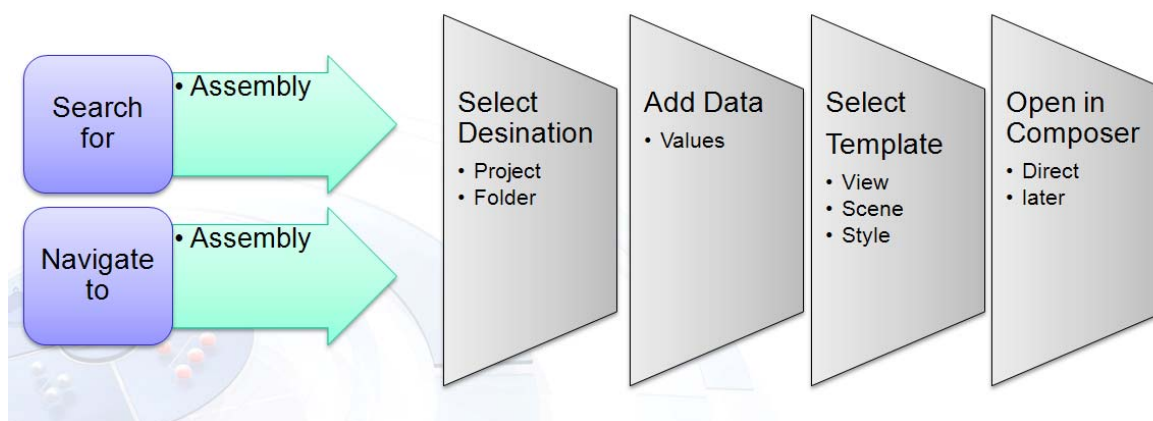 Search
for
• Assembly
Navigate
to
• Assembly
Select
Desination
• Project
• Folder
Add Data
• Values
Select
Template
• View
• Scene
• Style
Open in
Composer
• Direct
• later